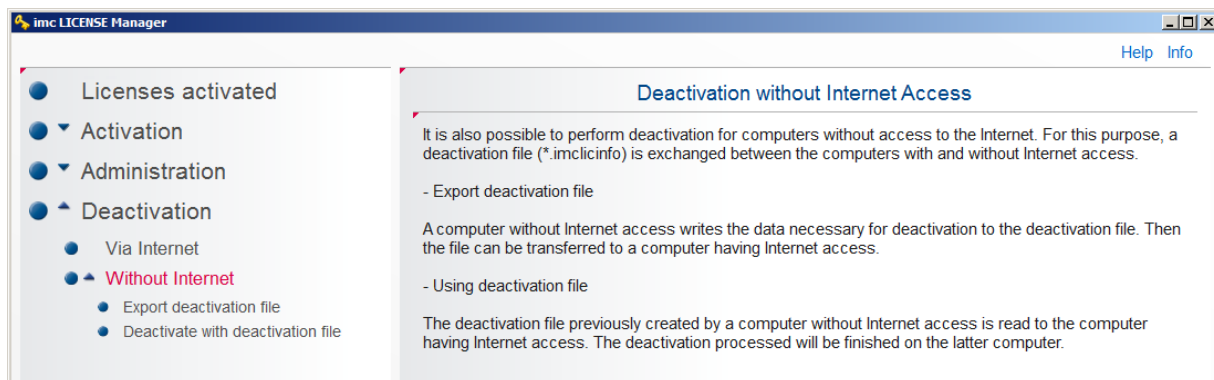 imc LICENSE Manager
Help Info
Licenses activated
Activation
Administration
Deactivation
Via Internet
Without Internet
Export deactivation file
Deactivate with deactivation file
Deactivation without Internet Access
It is also possible to perform deactivation for computers without access to the Internet. For this purpose, a
deactivation file (*.imclicinfo) is exchanged between the computers with and without Internet access.
- Export deactivation file
A computer without Internet access writes the data necessary for deactivation to the deactivation file. Then
the file can be transferred to a computer having Internet access.
- Using deactivation file
The deactivation file previously created by a computer without Internet access is read to the computer
having Internet access. The deactivation processed will be finished on the latter computer.